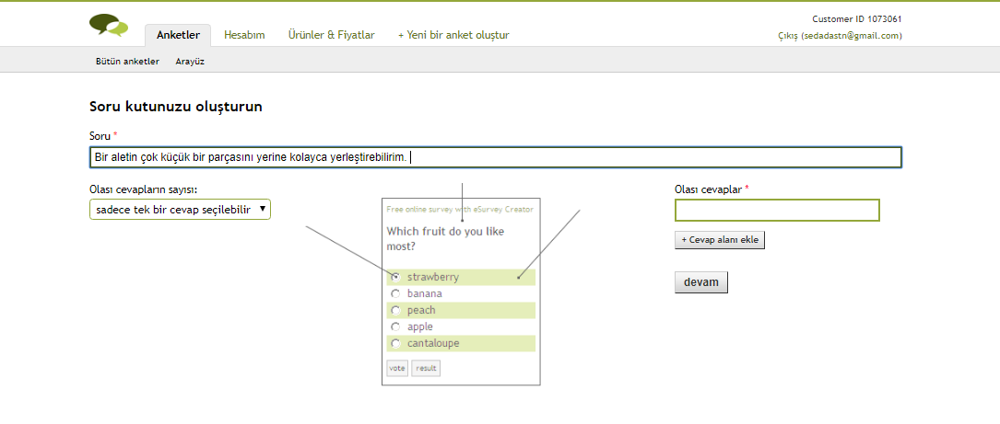 Customer ID 1073061
Anketler Hesabım Ürünler & Fiyatlar + Yeni bir anket oluştur
Çıkış (sedadastn@gmail.com)
Bütün anketler Arayüz
Soru kutunuzu oluşturun
Soru *
Bir aletin çok küçük bir parçasını yerine kolayca yerleştirebilirim.
Olası cevapların sayısı:
sadece tek bir cevap seçilebilir
Free online survey with eSurvey Creator
Which fruit do you like
most?
strawberry
banana
peach
apple
cantaloupe
vote result
Olası cevaplar *
+ Cevap alanı ekle
devam